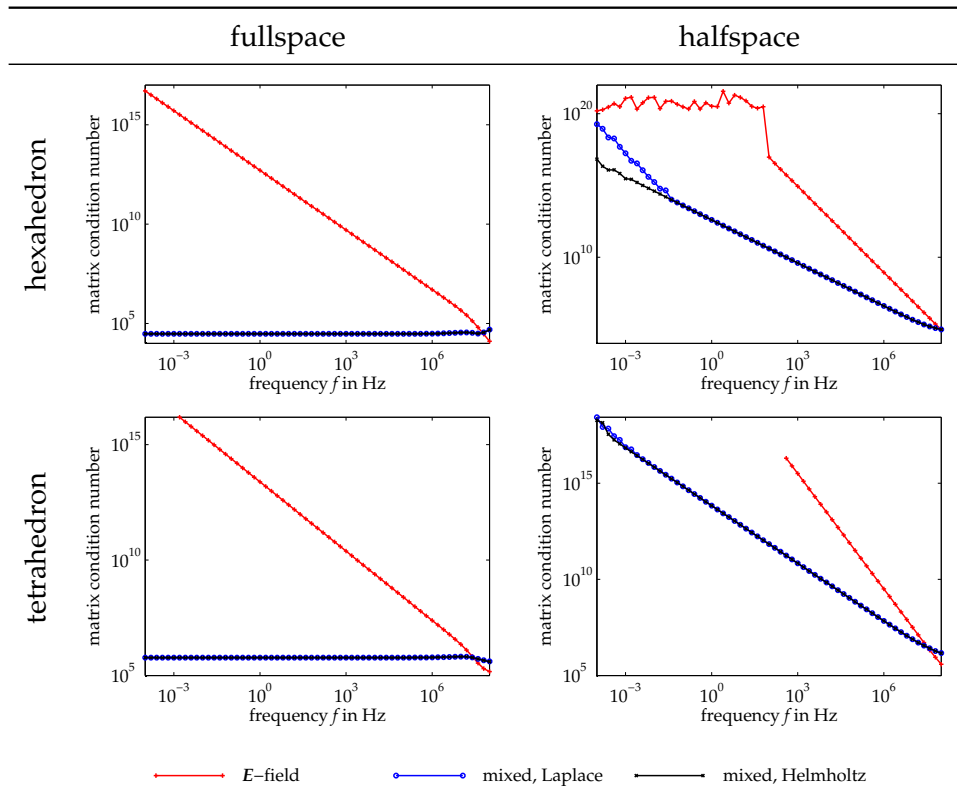 fullspace halfspace
hexahedron
matrix condition number
10^15
10^10
10^5
10^−3 10^0 10^3 10^6
frequency f in Hz
matrix condition number
10^20
10^10
10^−3 10^0 10^3 10^6
frequency f in Hz
tetrahedron
matrix condition number
10^15
10^10
10^5
10^−3 10^0 10^3 10^6
frequency f in Hz
matrix condition number
10^15
10^10
10^5
10^−3 10^0 10^3 10^6
frequency f in Hz
E−field mixed, Laplace mixed, Helmholtz